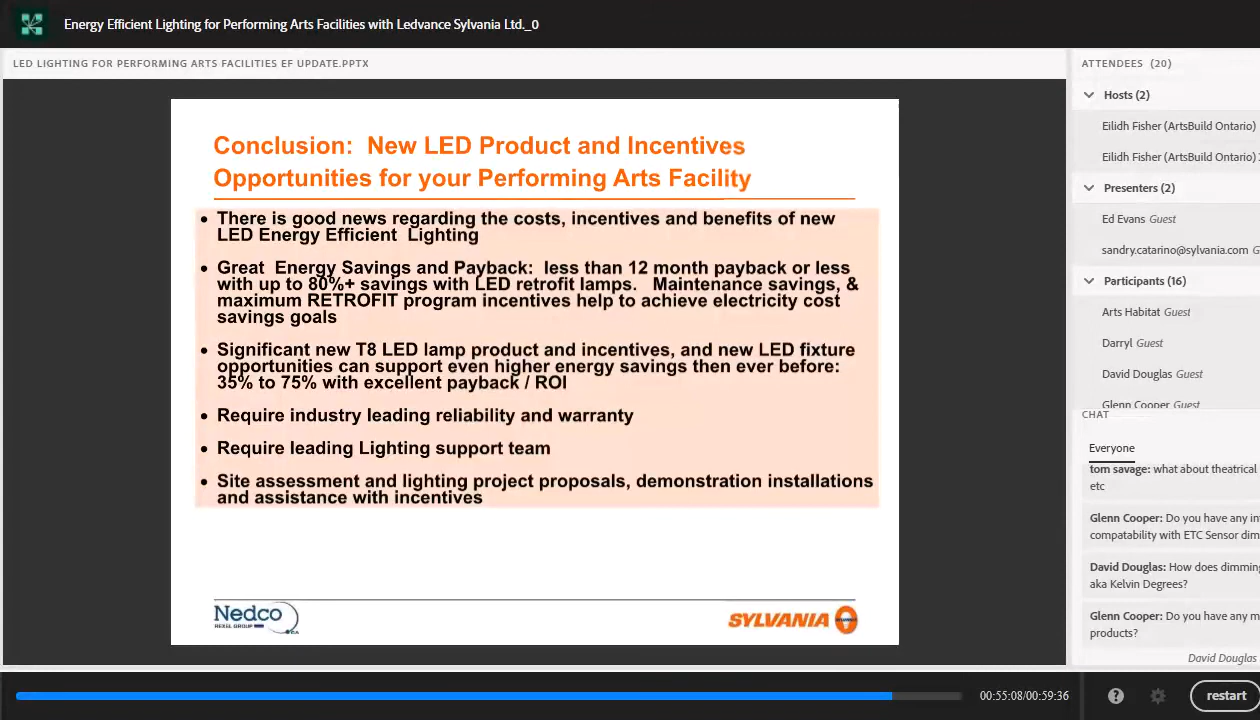 Energy Efficient Lighting for Performing Arts Facilities with Ledvance Sylvania Ltd._0
LED LIGHTING FOR PERFORMING ARTS FACILITIES EF UPDATE.PPTX
Conclusion: New LED Product and Incentives
Opportunities for your Performing Arts Facility
• There is good news regarding the costs, incentives and benefits of new
LED Energy Efficient Lighting
• Great Energy Savings and Payback: less than 12 month payback or less
with up to 80%+ savings with LED retrofit lamps. Maintenance savings, &
maximum RETROFIT program incentives help to achieve electricity cost
savings goals
• Significant new T8 LED lamp product and incentives, and new LED fixture
opportunities can support even higher energy savings then ever before:
35% to 75% with excellent payback / ROI
• Require industry leading reliability and warranty
• Require leading Lighting support team
• Site assessment and lighting project proposals, demonstration installations
and assistance with incentives
Nedco
REXEL GROUP
SYLVANIA
ATTENDEES (20)
Hosts (2)
Eilidh Fisher (ArtsBuild Ontario)
Eilidh Fisher (ArtsBuild Ontario)
Presenters (2)
Ed Evans Guest
sandry.catarino@sylvania.com G
Participants (16)
Arts Habitat Guest
Darryl Guest
David Douglas Guest
Glenn Cooper Guest
CHAT
Everyone
tom savage: what about theatrical
etc
Glenn Cooper: Do you have any in
compatability with ETC Sensor dim
David Douglas: How does dimming
aka Kelvin Degrees?
Glenn Cooper: Do you have any m
products?
David Douglas
00:55:08/00:59:36
restart